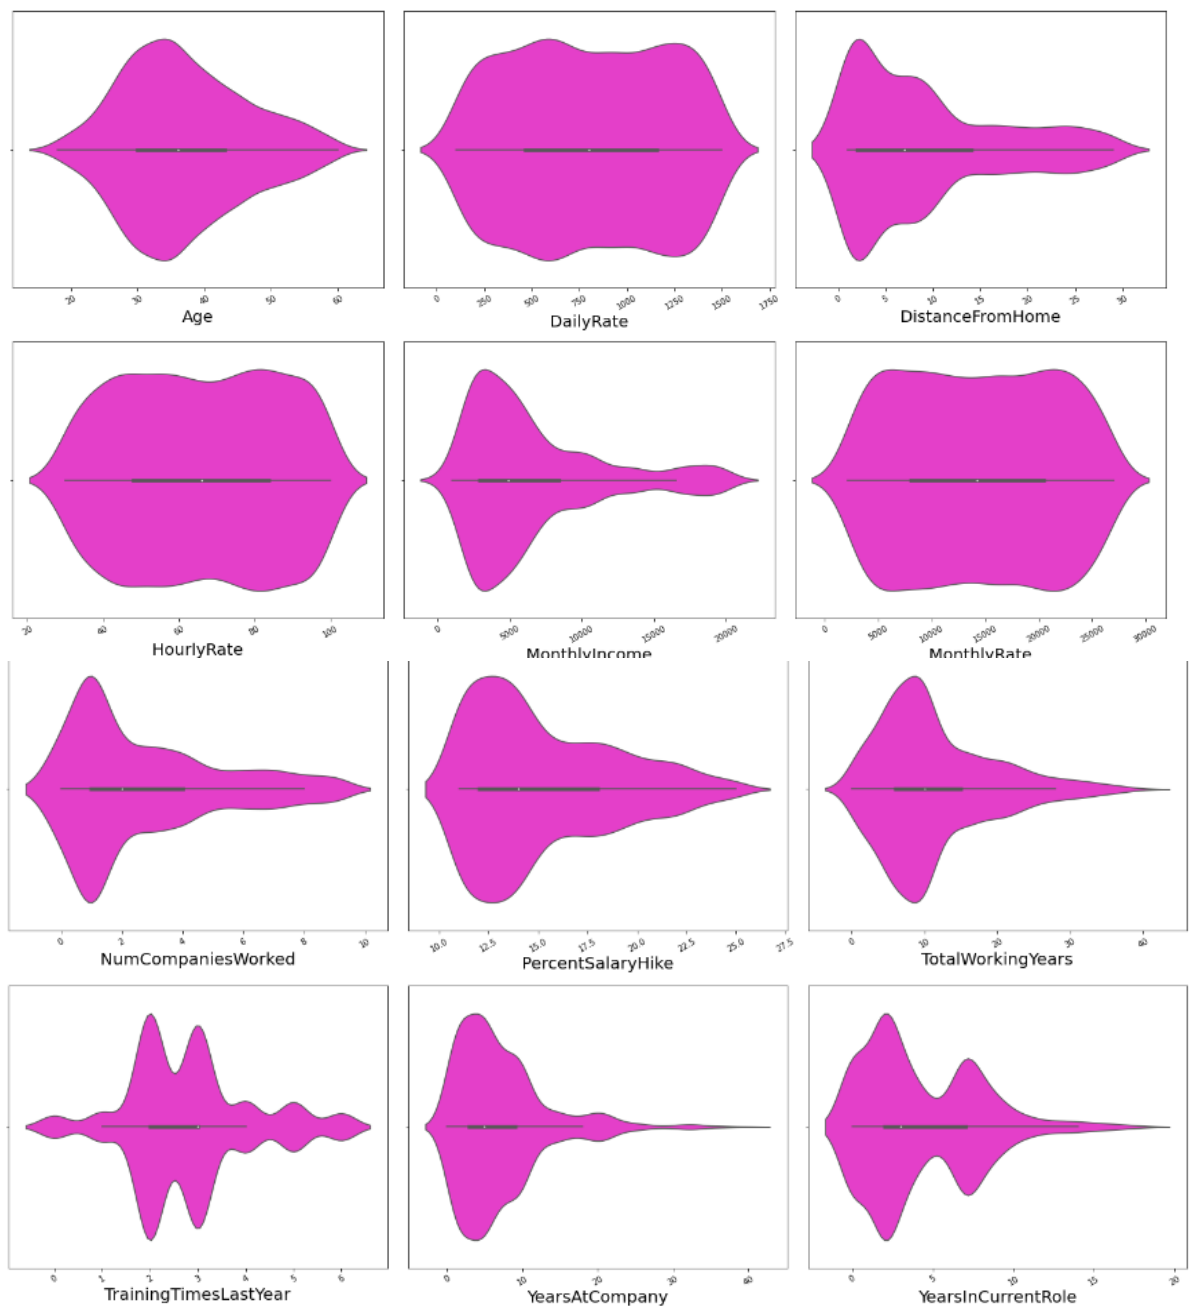 20 30 40 50 60
Age
0 250 500 750 1000 1250 1500 1750
DailyRate
0 5 10 15 20 25 30
DistanceFromHome
20 40 60 80 100
HourlyRate
0 5000 10000 15000 20000
MonthlyIncome
0 5000 10000 15000 20000 25000 30000
MonthlyRate
0 2 4 6 8 10
NumCompaniesWorked
10.0 12.5 15.0 17.5 20.0 22.5 25.0 27.5
PercentSalaryHike
0 10 20 30 40
TotalWorkingYears
0 1 2 3 4 5 6
TrainingTimesLastYear
0 10 20 30 40
YearsAtCompany
0 5 10 15 20
YearsInCurrentRole